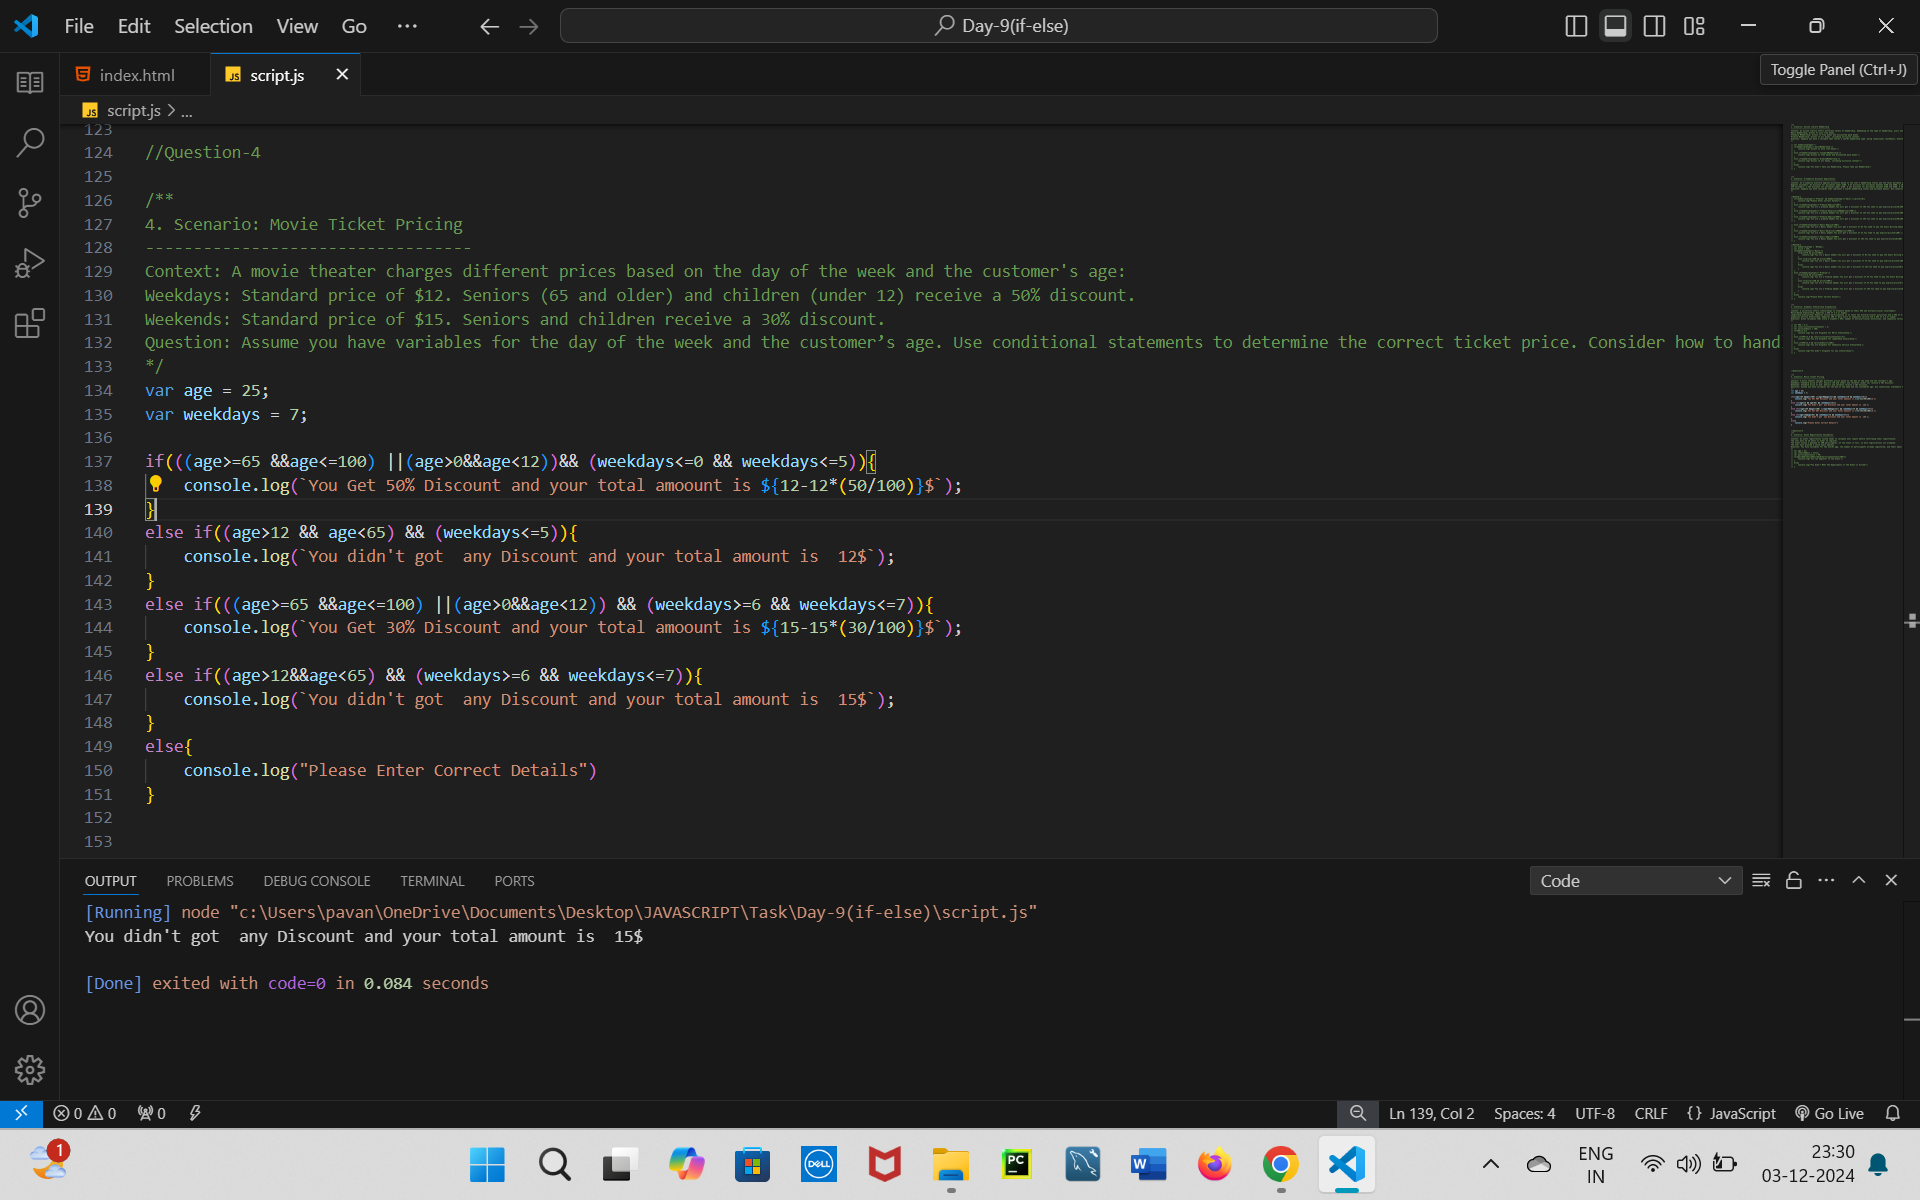 File Edit Selection View Go ··· Day-9(if-else)
index.html script.js
Toggle Panel (Ctrl+J)
script.js > ...
123
124 //Question-4
125
126 /**
127 4. Scenario: Movie Ticket Pricing
128 ----------------------------------
129 Context: A movie theater charges different prices based on the day of the week and the customer's age:
130 Weekdays: Standard price of $12. Seniors (65 and older) and children (under 12) receive a 50% discount.
131 Weekends: Standard price of $15. Seniors and children receive a 30% discount.
132 Question: Assume you have variables for the day of the week and the customer’s age. Use conditional statements to determine the correct ticket price. Consider how to hand
133 */
134 var age = 25;
135 var weekdays = 7;
136
137 if(((age>=65 &&age<=100) ||(age>0&&age<12))&& (weekdays<=0 && weekdays<=5)){
138 console.log(`You Get 50% Discount and your total amoount is ${12-12*(50/100)}$`);
139 }
140 else if((age>12 && age<65) && (weekdays<=5)){
141 console.log(`You didn't got  any Discount and your total amount is  12$`);
142 }
143 else if(((age>=65 &&age<=100) ||(age>0&&age<12)) && (weekdays>=6 && weekdays<=7)){
144 console.log(`You Get 30% Discount and your total amoount is ${15-15*(30/100)}$`);
145 }
146 else if((age>12&&age<65) && (weekdays>=6 && weekdays<=7)){
147 console.log(`You didn't got  any Discount and your total amount is  15$`);
148 }
149 else{
150 console.log("Please Enter Correct Details")
151 }
152
153
OUTPUT PROBLEMS DEBUG CONSOLE TERMINAL PORTS Code
[Running] node "c:\Users\pavan\OneDrive\Documents\Desktop\JAVASCRIPT\Task\Day-9(if-else)\script.js"
You didn't got  any Discount and your total amount is  15$
[Done] exited with code=0 in 0.084 seconds
0 0 0 Ln 139, Col 2 Spaces: 4 UTF-8 CRLF {} JavaScript Go Live
1 DELL PC W ENG 23:30
IN 03-12-2024